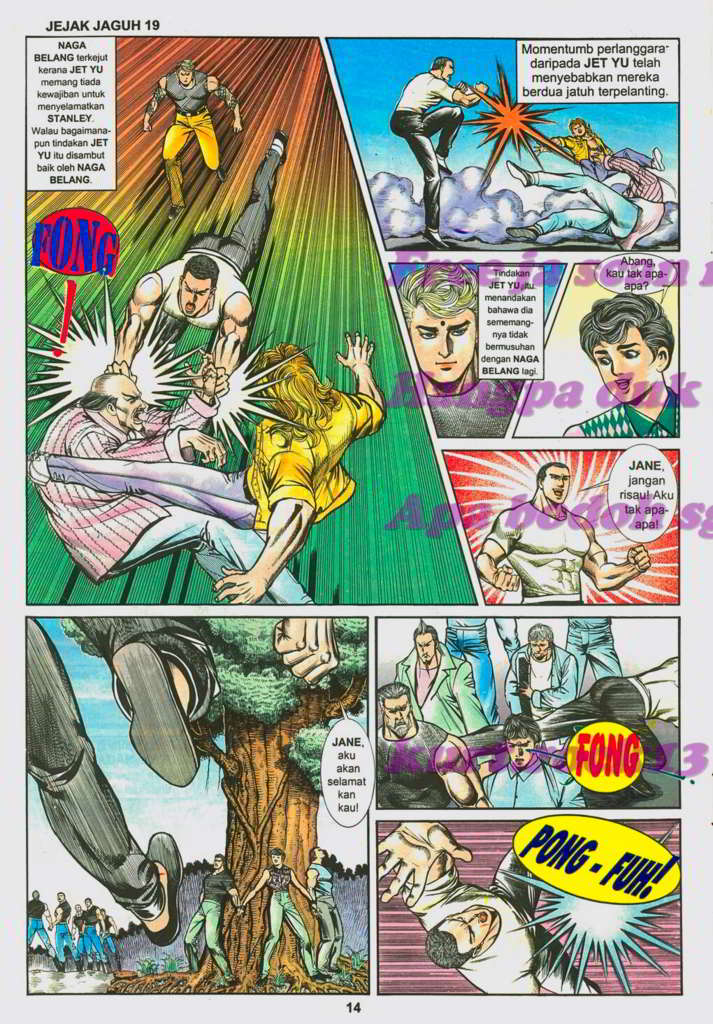 JEJAK JAGUH 19
NAGA
BELANG terkejut
kerana JET YU
memang tiada
kewajiban untuk
menyelamatkan
STANLEY.
Walau bagaimana-
pun tindakan JET
YU itu disambut
baik oleh NAGA
BELANG.
FONG
!
Momentumb perlanggara-
daripada JET YU telah
menyebabkan mereka
berdua jatuh terpelanting.
Tindakan
JET YU itu
menandakan
bahawa dia
sememang-
nya tidak
bermusuhan
dengan NAGA
BELANG lagi.
Abang,
kau tak apa-
apa?
JANE,
jangan
risau! Aku
tak apa-
apa!
JANE,
aku
akan
selamat
kan
kau!
FONG
PONG - FUH!
14